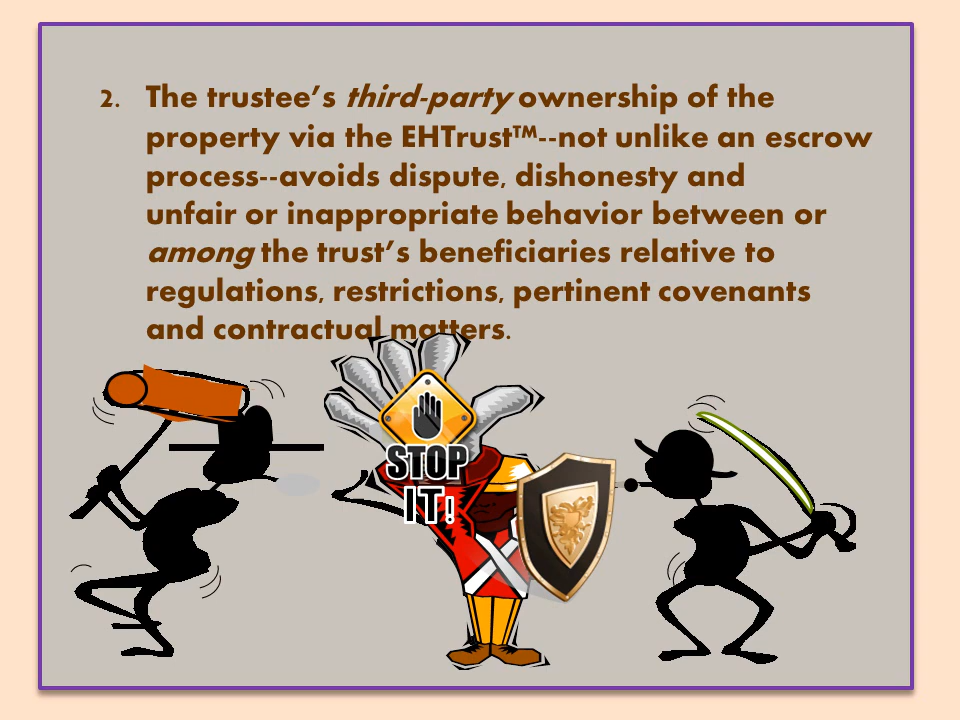 2. The trustee’s third-party ownership of the
property via the EHTrust™--not unlike an escrow
process--avoids dispute, dishonesty and
unfair or inappropriate behavior between or
among the trust’s beneficiaries relative to
regulations, restrictions, pertinent covenants
and contractual matters.
STOP
IT!